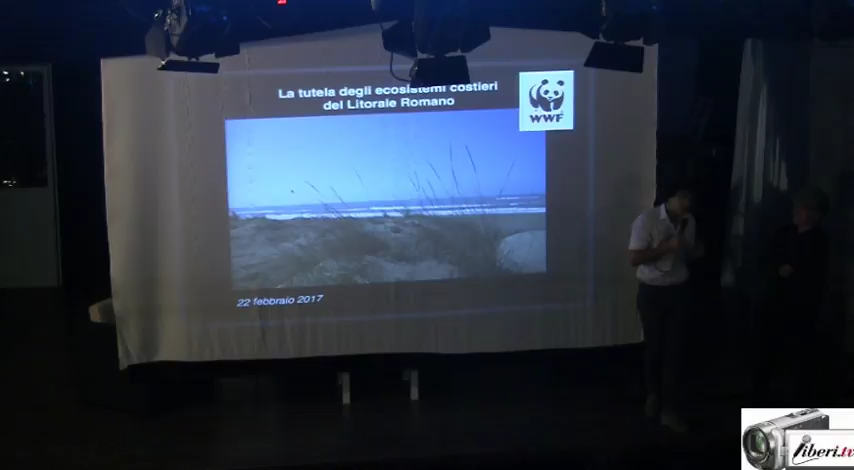 La tutela degli ecosistemi costieri
del Litorale Romano
WWF
22 febbraio 2017
liberi.tv